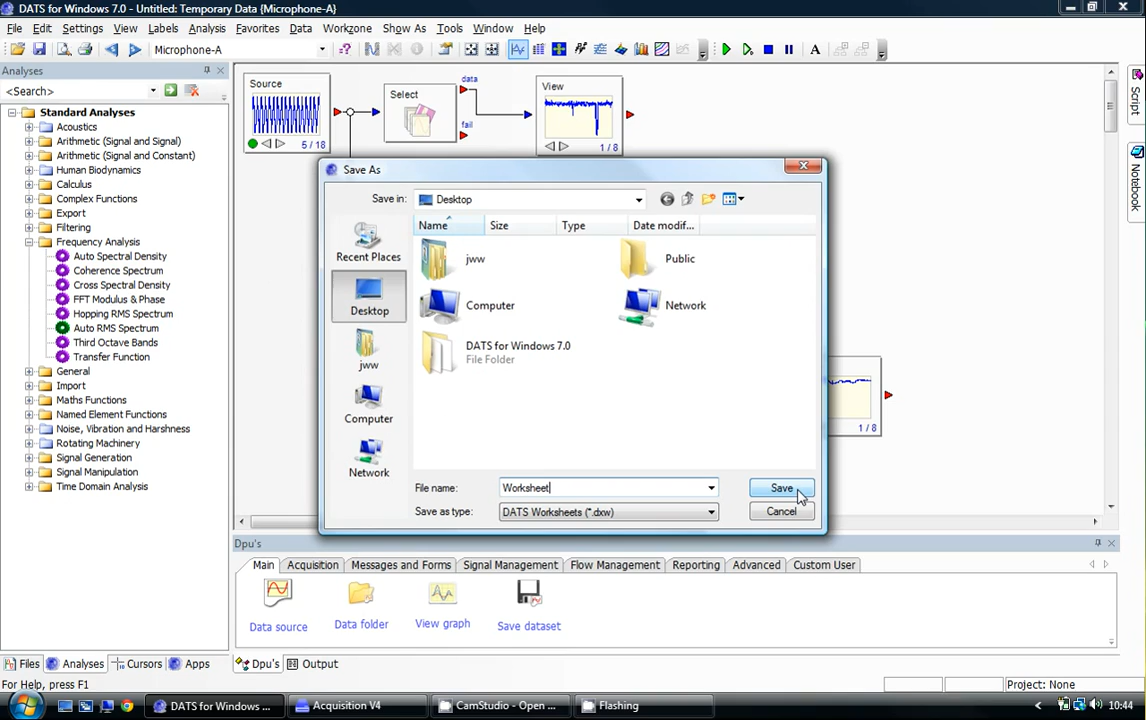 DATS for Windows 7.0 - Untitled: Temporary Data {Microphone-A}
File Edit Settings View Labels Analysis Favorites Data Workzone Show As Tools Window Help
Microphone-A
Analyses
<Search>
Standard Analyses
Acoustics
Arithmetic (Signal and Signal)
Arithmetic (Signal and Constant)
Human Biodynamics
Calculus
Complex Functions
Export
Filtering
Frequency Analysis
Auto Spectral Density
Coherence Spectrum
Cross Spectral Density
FFT Modulus & Phase
Hopping RMS Spectrum
Auto RMS Spectrum
Third Octave Bands
Transfer Function
General
Import
Maths Functions
Named Element Functions
Noise, Vibration and Harshness
Rotating Machinery
Signal Generation
Signal Manipulation
Time Domain Analysis
Files Analyses Cursors Apps
Source
5 / 18
Select
data
fail
View
1 / 8
1 / 8
Script
Notebook
Save As
Save in: Desktop
Name Size Type Date modif...
Recent Places
Desktop
jww
Computer
Network
jww
Public
Computer
Network
DATS for Windows 7.0
File Folder
File name: Worksheet
Save
Save as type: DATS Worksheets (*.dxw)
Cancel
Dpu's
Main Acquisition Messages and Forms Signal Management Flow Management Reporting Advanced Custom User
Data source
Data folder
View graph
Save dataset
Dpu's Output
For Help, press F1
Project: None
DATS for Windows ...
Acquisition V4
CamStudio - Open ...
Flashing
10:44